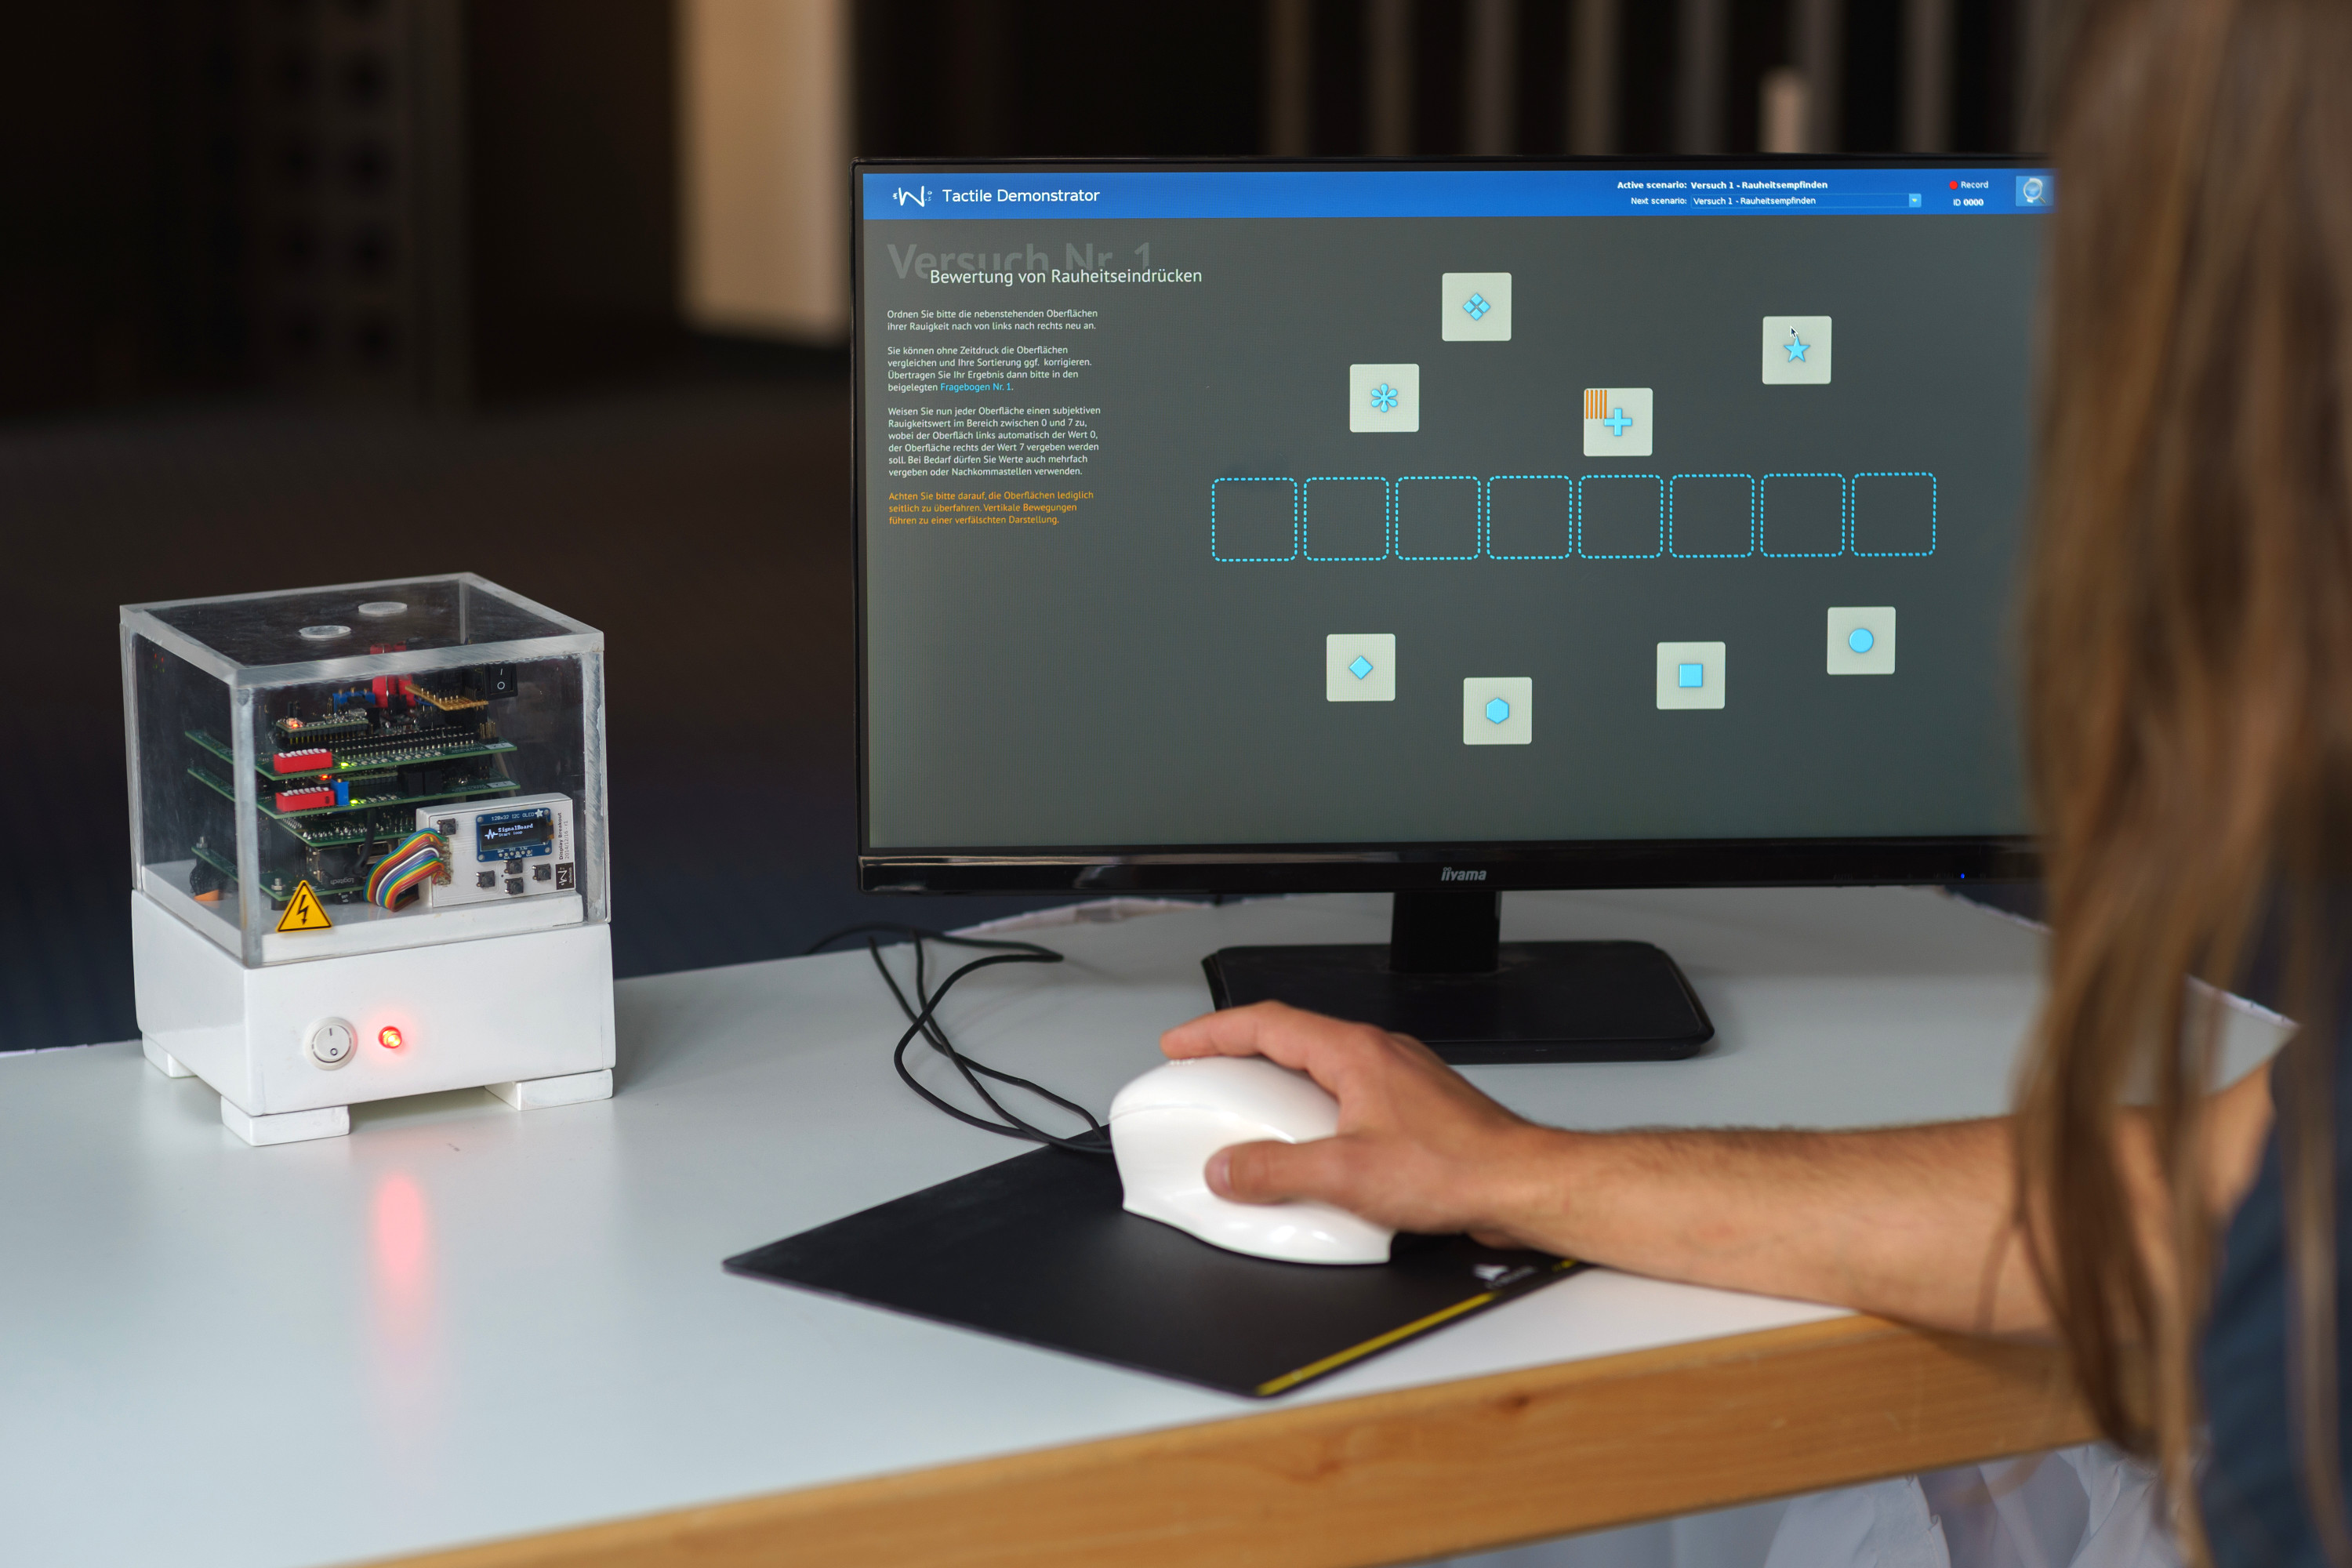 Tactile Demonstrator
Active scenario: Versuch 1 - Rauheitsempfinden
Next scenario: Versuch 1 - Rauheitsempfinden
Record
ID 0000
Versuch Nr. 1
Bewertung von Rauheitseindrücken
Ordnen Sie bitte die nebenstehenden Oberflächen
ihrer Rauigkeit nach von links nach rechts neu an.
Sie können ohne Zeitdruck die Oberflächen
vergleichen und Ihre Sortierung ggf. korrigieren.
Übertragen Sie Ihr Ergebnis dann bitte in den
beigelegten Fragebogen Nr. 1.
Weisen Sie nun jeder Oberfläche einen subjektiven
Rauigkeitswert im Bereich zwischen 0 und 7 zu,
wobei der Oberfläch links automatisch der Wert 0,
der Oberfläche rechts der Wert 7 vergeben werden
soll. Bei Bedarf dürfen Sie Werte auch mehrfach
vergeben oder Nachkommastellen verwenden.
Achten Sie bitte darauf, die Oberflächen lediglich
seitlich zu überfahren. Vertikale Bewegungen
führen zu einer verfälschten Darstellung.
iiyama
128x32 I2C OLED
SignalBoard
Display Breakout